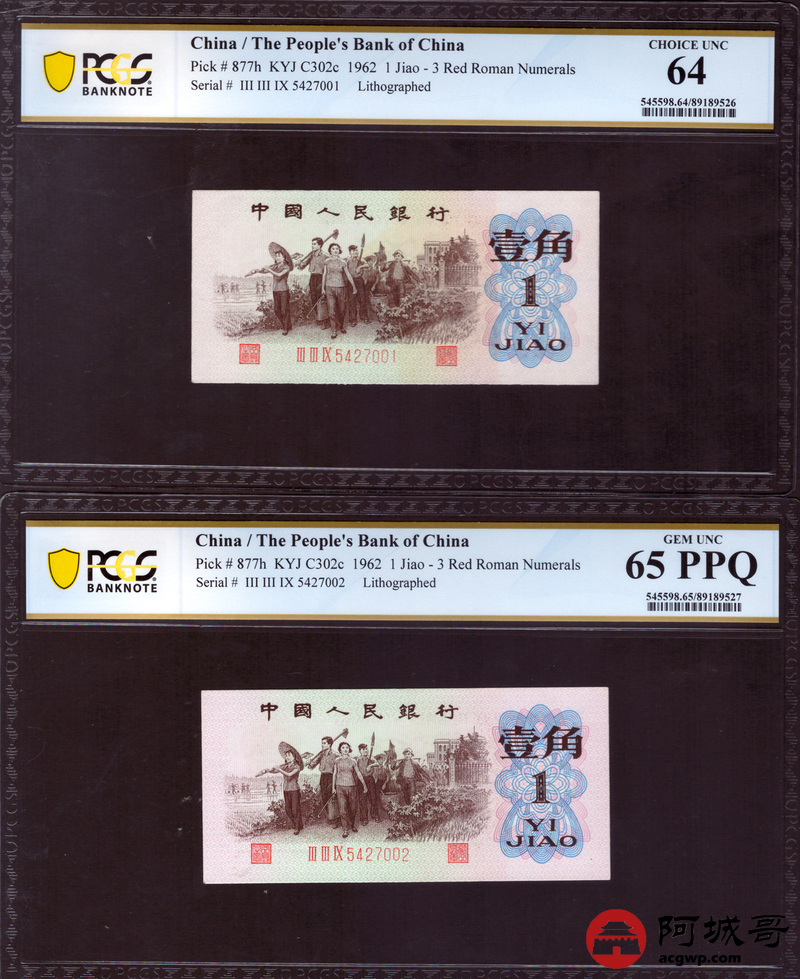 PCGS
BANKNOTE
China / The People's Bank of China
Pick # 877h KYJ C302c 1962 1 Jiao - 3 Red Roman Numerals
Serial # III III IX 5427001 Lithographed
CHOICE UNC
64
545598.64/89189526
中國人民銀行
壹角
1
YI
JIAO
III III IX 5427001
PCGS
BANKNOTE
China / The People's Bank of China
Pick # 877h KYJ C302c 1962 1 Jiao - 3 Red Roman Numerals
Serial # III III IX 5427002 Lithographed
GEM UNC
65 PPQ
545598.65/89189527
中國人民銀行
壹角
1
YI
JIAO
III III IX 5427002
阿城哥
acgwp.com